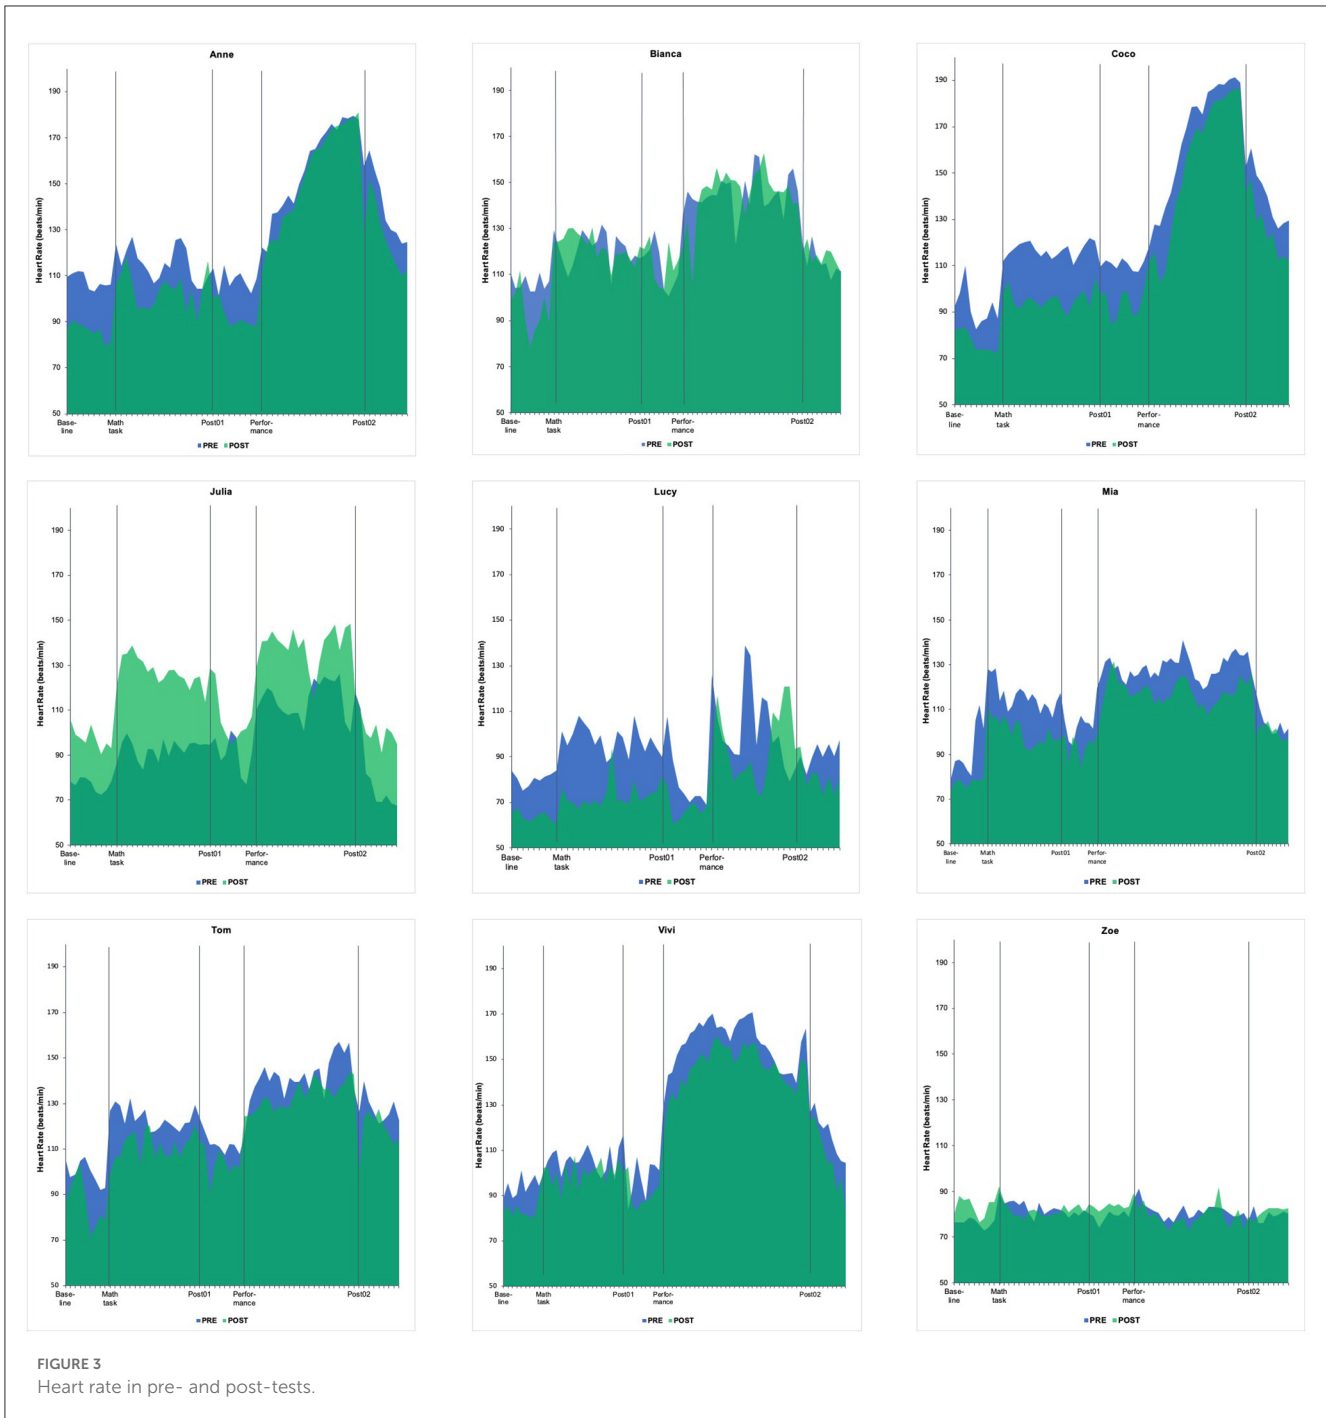 Anne
Heart Rate (beats/min)
190
170
150
130
110
90
70
50
Base-
line
Math
task
Post01
Perfor-
mance
Post02
PRE POST
Bianca
Heart Rate (beats/min)
190
170
150
130
110
90
70
50
Base-
line
Math
task
Post01
Perfor-
mance
Post02
PRE POST
Coco
Heart Rate (beats/min)
190
170
150
130
110
90
70
50
Base-
line
Math
task
Post01
Perfor-
mance
Post02
PRE POST
Julia
Heart Rate (beats/min)
190
170
150
130
110
90
70
50
Base-
line
Math
task
Post01
Perfor-
mance
Post02
PRE POST
Lucy
Heart Rate (beats/min)
190
170
150
130
110
90
70
50
Base-
line
Math
task
Post01
Perfor-
mance
Post02
PRE POST
Mia
Heart Rate (beats/min)
190
170
150
130
110
90
70
50
Base-
line
Math
task
Post01
Perfor-
mance
Post02
PRE POST
Tom
Heart Rate (beats/min)
190
170
150
130
110
90
70
50
Base-
line
Math
task
Post01
Perfor-
mance
Post02
PRE POST
Vivi
Heart Rate (beats/min)
190
170
150
130
110
90
70
50
Base-
line
Math
task
Post01
Perfor-
mance
Post02
PRE POST
Zoe
Heart Rate (beats/min)
190
170
150
130
110
90
70
50
Base-
line
Math
task
Post01
Perfor-
mance
Post02
PRE POST
FIGURE 3
Heart rate in pre- and post-tests.